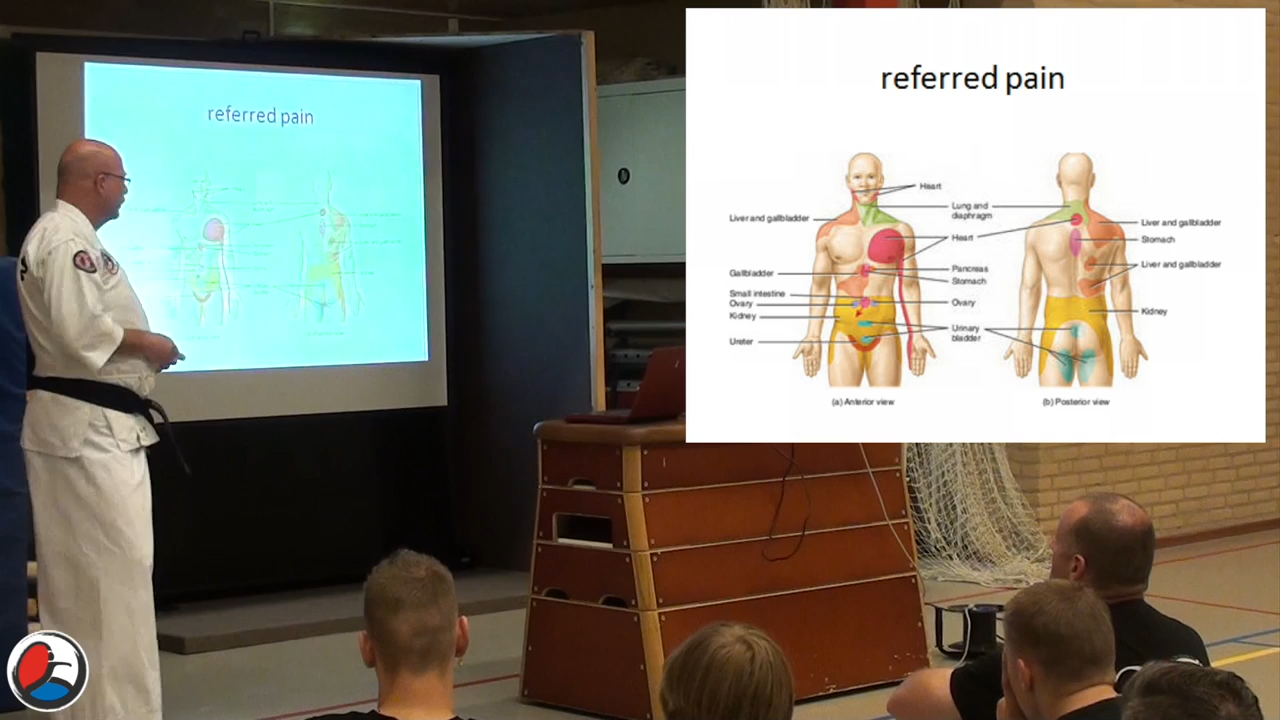 referred pain
referred pain
Heart
Lung and
diaphragm
Liver and gallbladder
Heart
Gallbladder
Pancreas
Stomach
Small intestine
Ovary
Ovary
Kidney
Urinary
bladder
Ureter
Liver and gallbladder
Stomach
Liver and gallbladder
Kidney
(a) Anterior view
(b) Posterior view